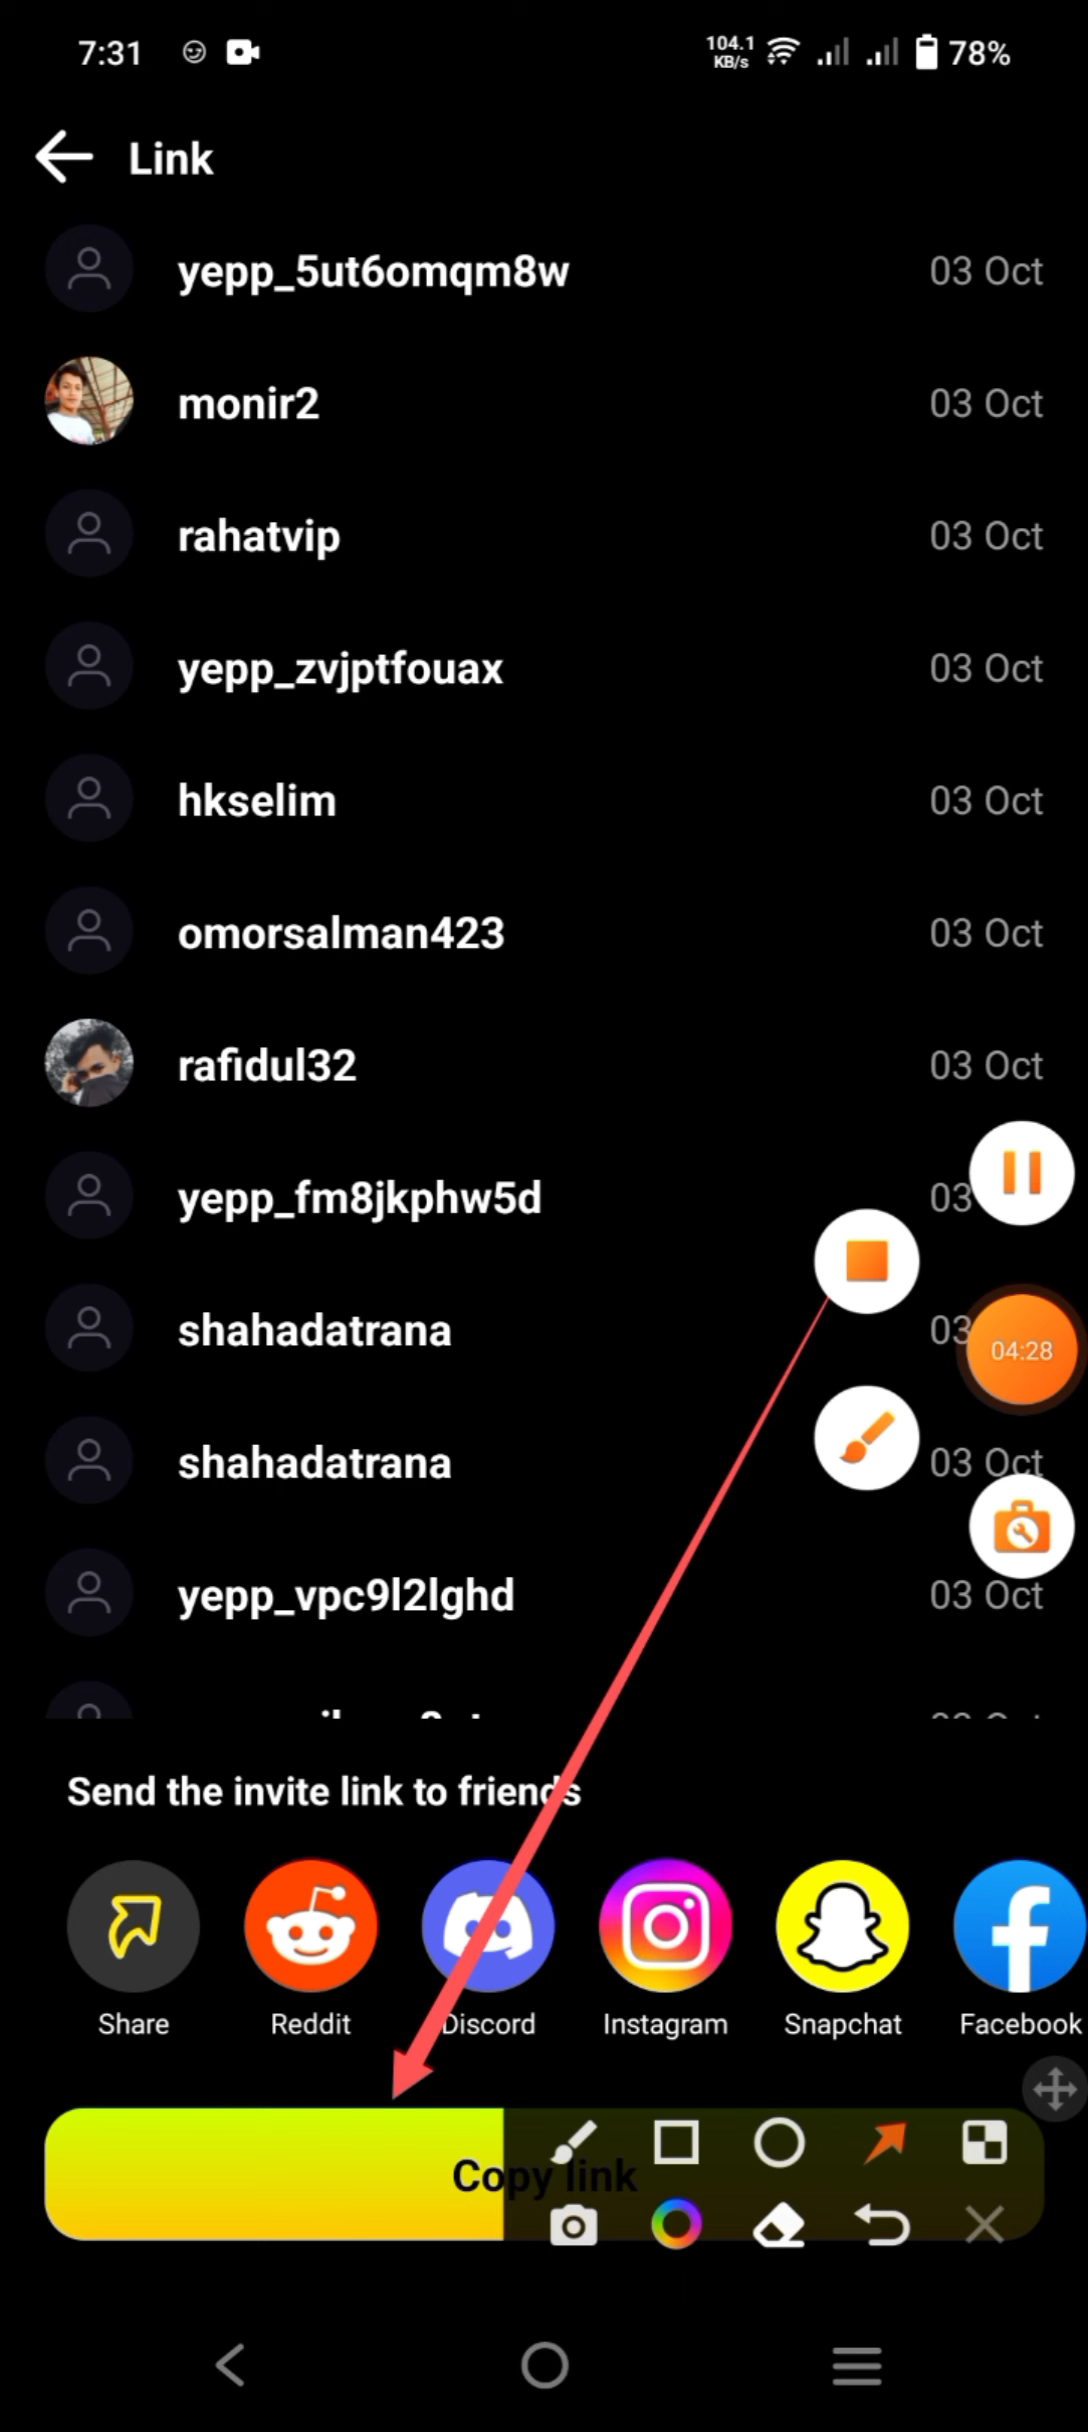 7:31 104.1 KB/s 78%
Link
yepp_5ut6omqm8w 03 Oct
monir2 03 Oct
rahatvip 03 Oct
yepp_zvjptfouax 03 Oct
hkselim 03 Oct
omorsalman423 03 Oct
rafidul32 03 Oct
yepp_fm8jkphw5d 03
shahadatrana 03
04:28
shahadatrana 03 Oct
yepp_vpc9l2lghd 03 Oct
Send the invite link to friends
Share Reddit Discord Instagram Snapchat Facebook
Copy link